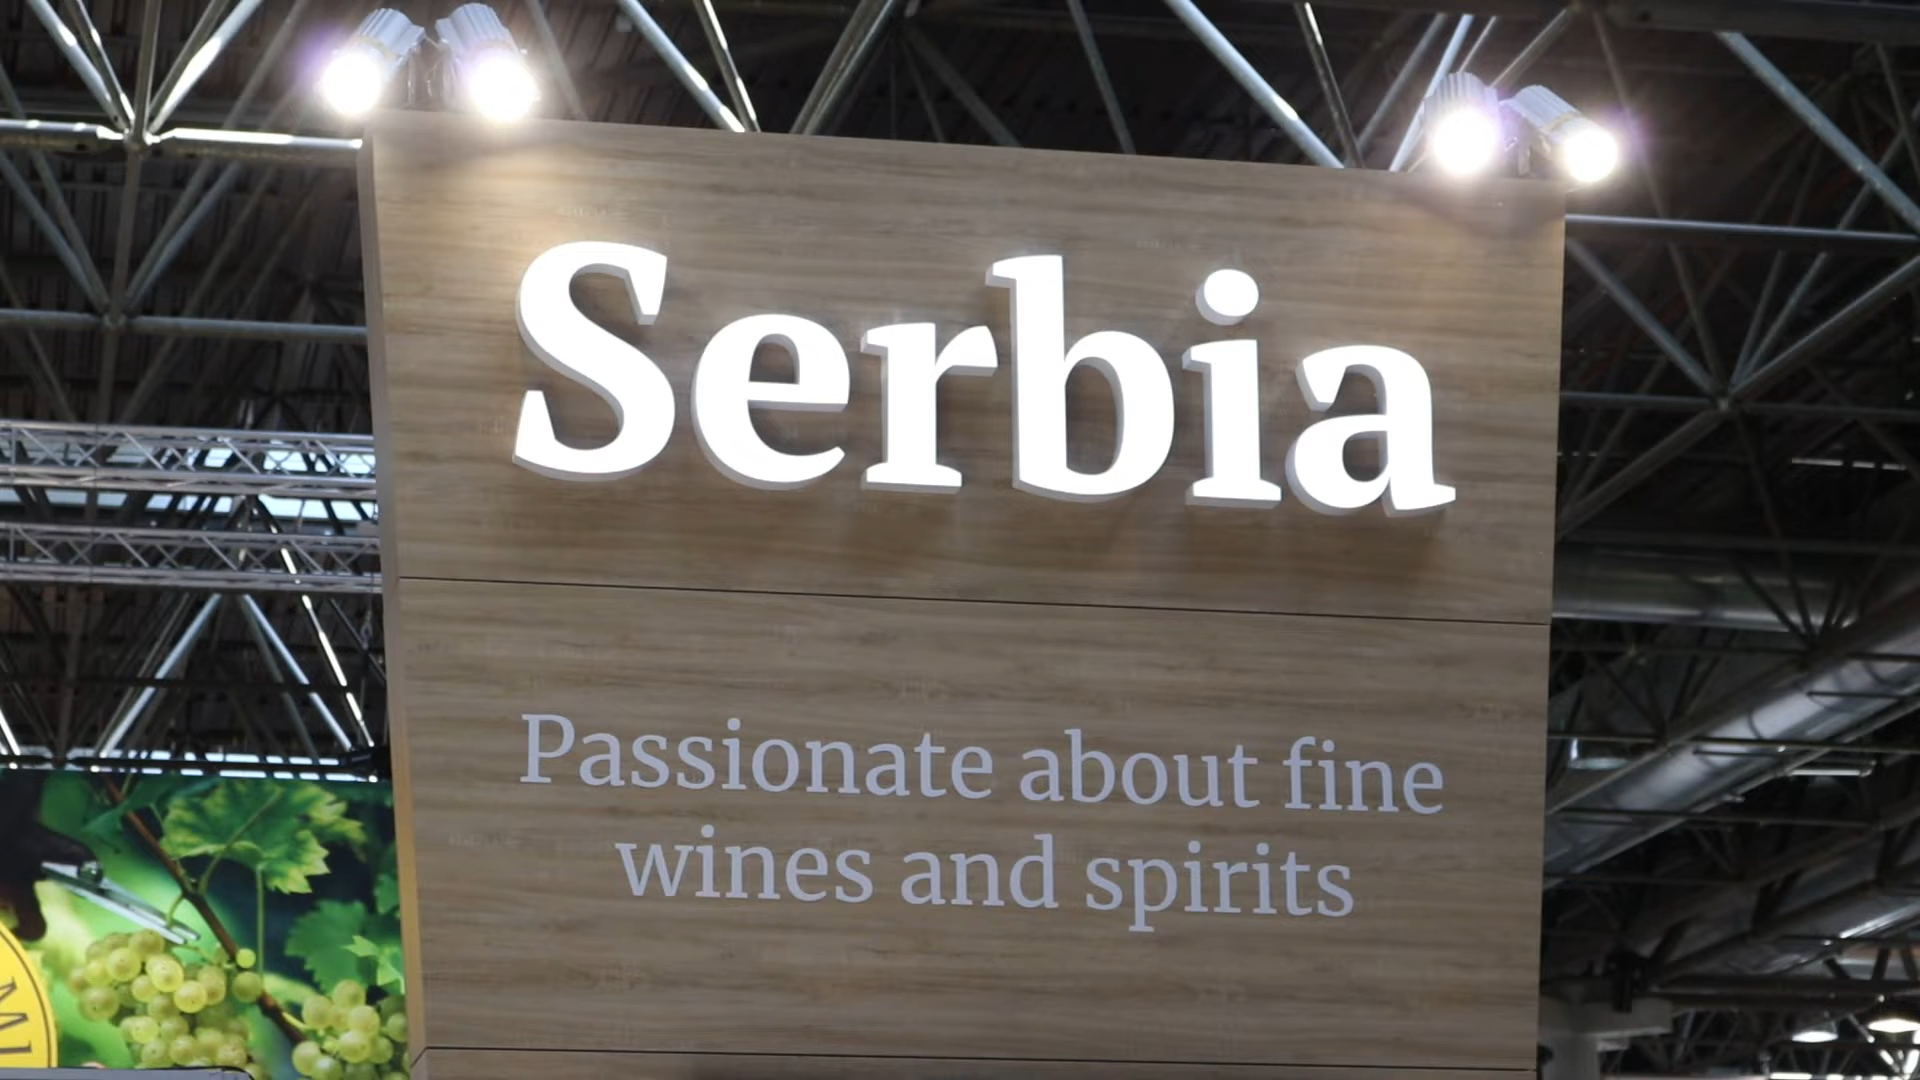 Serbia
Passionate about fine
wines and spirits